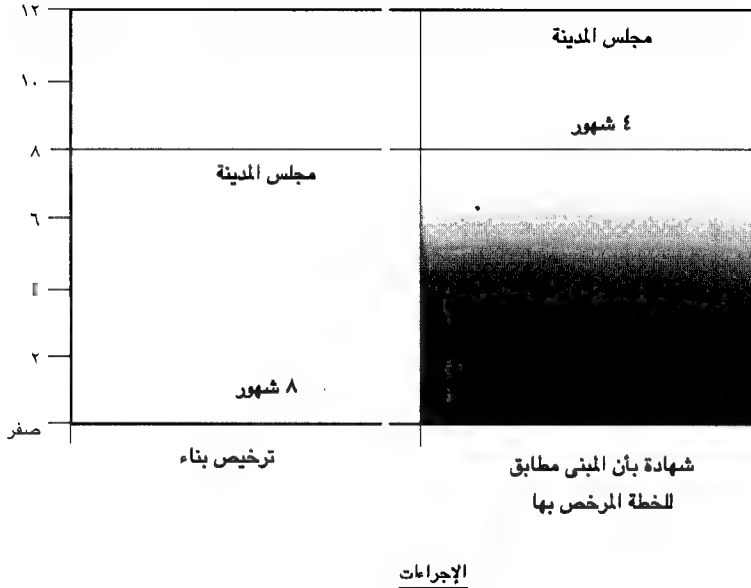 ١٢
مجلس المدينة
١٠
٤ شهور
٨
مجلس المدينة
٦
٢
٨ شهور
صفر
ترخيص بناء
شهادة بأن المبنى مطابق
للخطة المرخص بها
الإجراءات